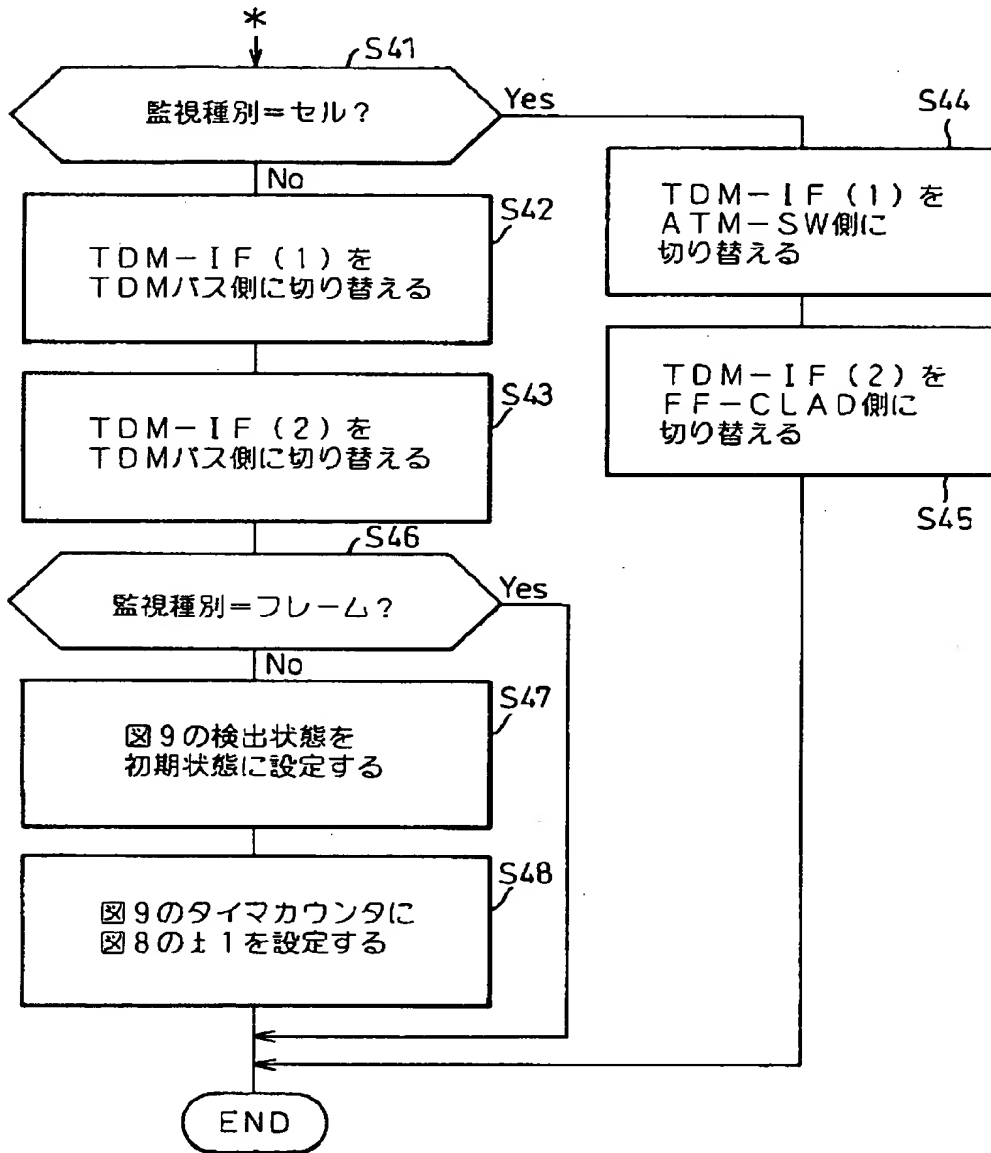 *
S41
監視種別=セル?
Yes
No
S44
TDM-IF(1)を
ATM-SW側に
切り替える
S42
TDM-IF(1)を
TDMバス側に切り替える
TDM-IF(2)を
FF-CLAD側に
切り替える
S45
S43
TDM-IF(2)を
TDMバス側に切り替える
S46
監視種別=フレーム?
Yes
No
S47
図9の検出状態を
初期状態に設定する
S48
図9のタイマカウンタに
図8の±1を設定する
END